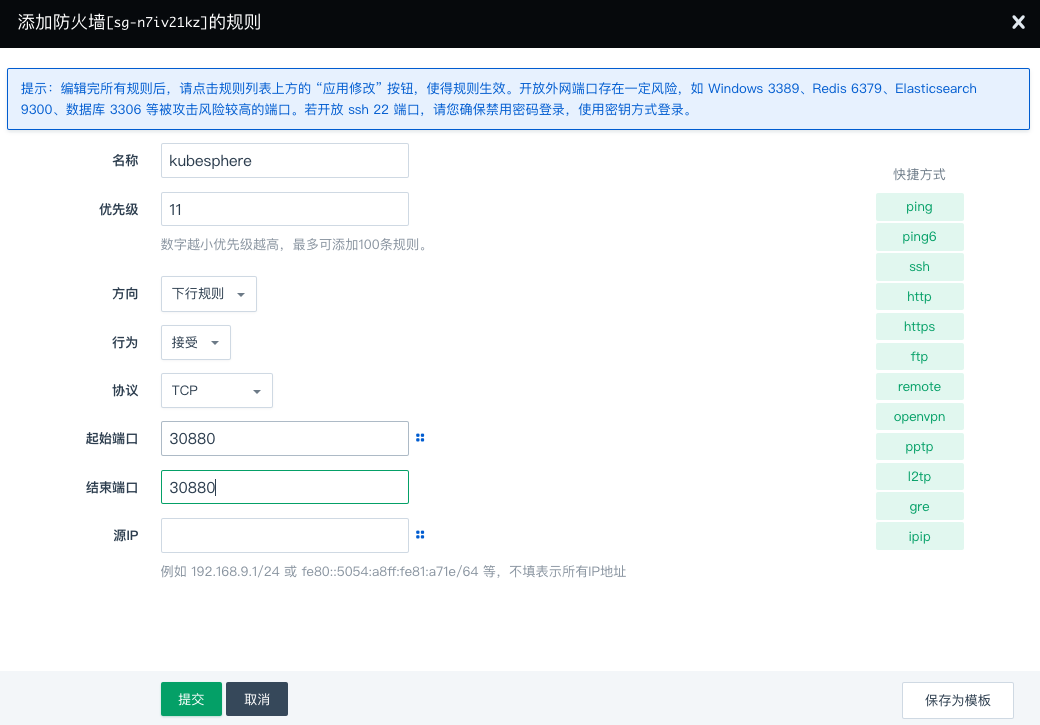 添加防火墙[sg-n7iv21kz]的规则
提示：编辑完所有规则后，请点击规则列表上方的 “应用修改” 按钮，使得规则生效。开放外网端口存在一定风险，如 Windows 3389、Redis 6379、Elasticsearch
9300、数据库 3306 等被攻击风险较高的端口。若开放 ssh 22 端口，请您确保禁用密码登录，使用密钥方式登录。
名称 kubesphere
优先级 11
数字越小优先级越高，最多可添加100条规则。
方向 下行规则
行为 接受
协议 TCP
起始端口 30880
结束端口 30880
源IP
例如 192.168.9.1/24 或 fe80::5054:a8ff:fe81:a71e/64 等，不填表示所有IP地址
快捷方式
ping
ping6
ssh
http
https
ftp
remote
openvpn
pptp
l2tp
gre
ipip
提交 取消 保存为模板